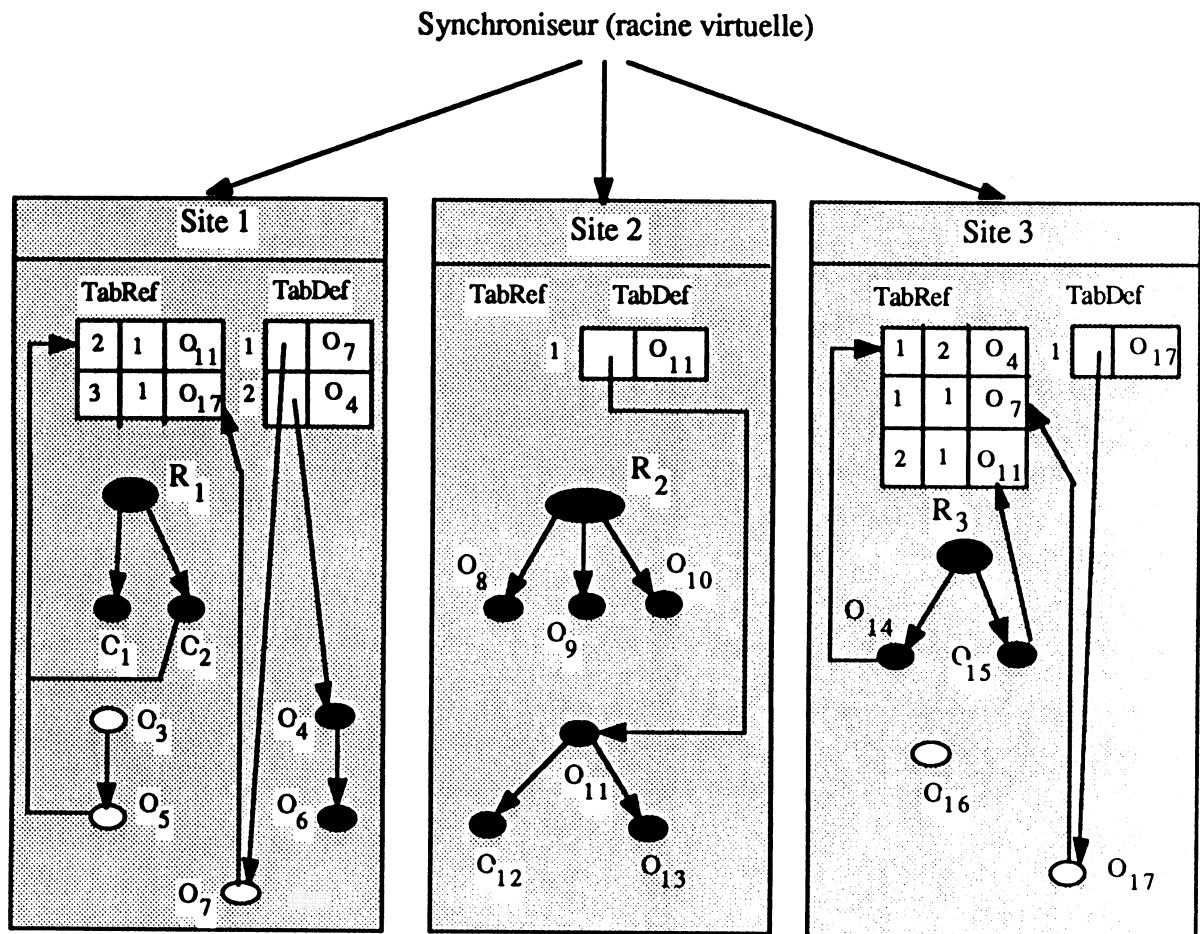 Synchroniseur (racine virtuelle)
Site 1
TabRef TabDef
2 1 O11 1 O7
3 1 O17 2 O4
R1
C1 C2
O3 O4
O5 O6
O7
Site 2
TabRef TabDef
1 O11
R2
O8 O9 O10
O11
O12 O13
Site 3
TabRef TabDef
1 2 O4 1 O17
1 1 O7
2 1 O11
R3
O14 O15
O16
O17